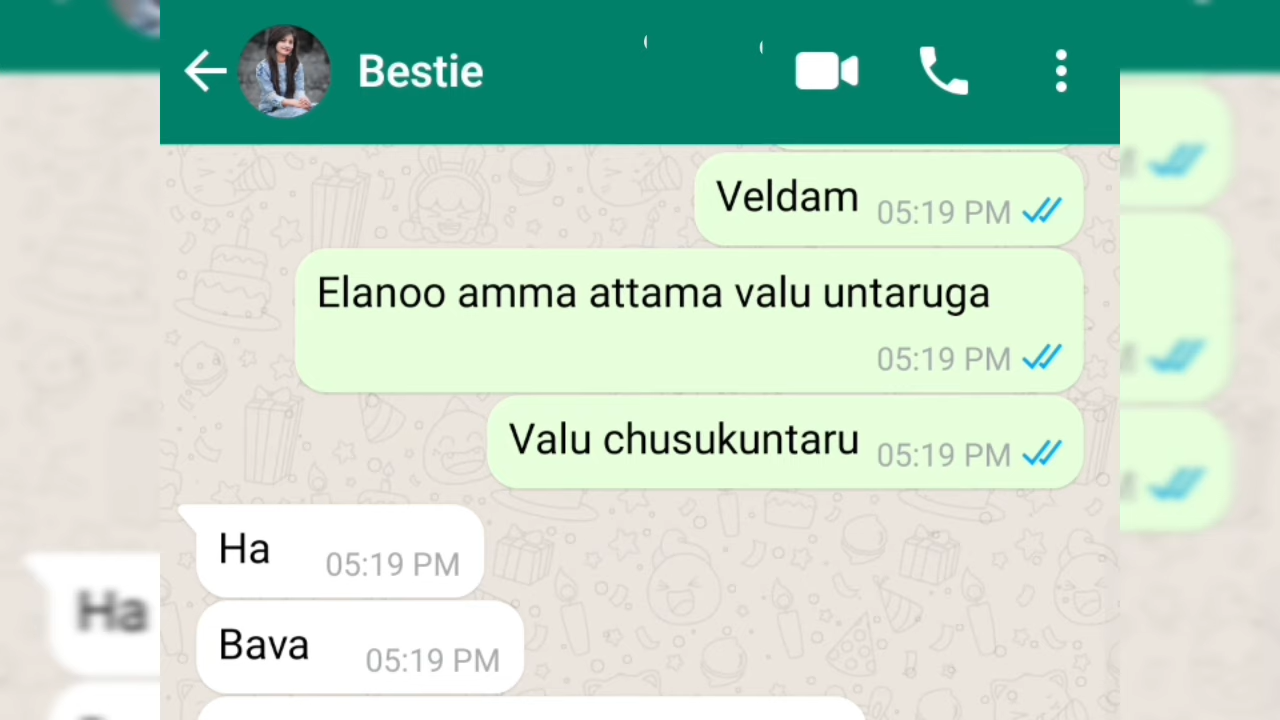 Bestie
Veldam 05:19 PM
Elanoo amma attama valu untaruga
05:19 PM
Valu chusukuntaru 05:19 PM
Ha 05:19 PM
Bava 05:19 PM
Ha